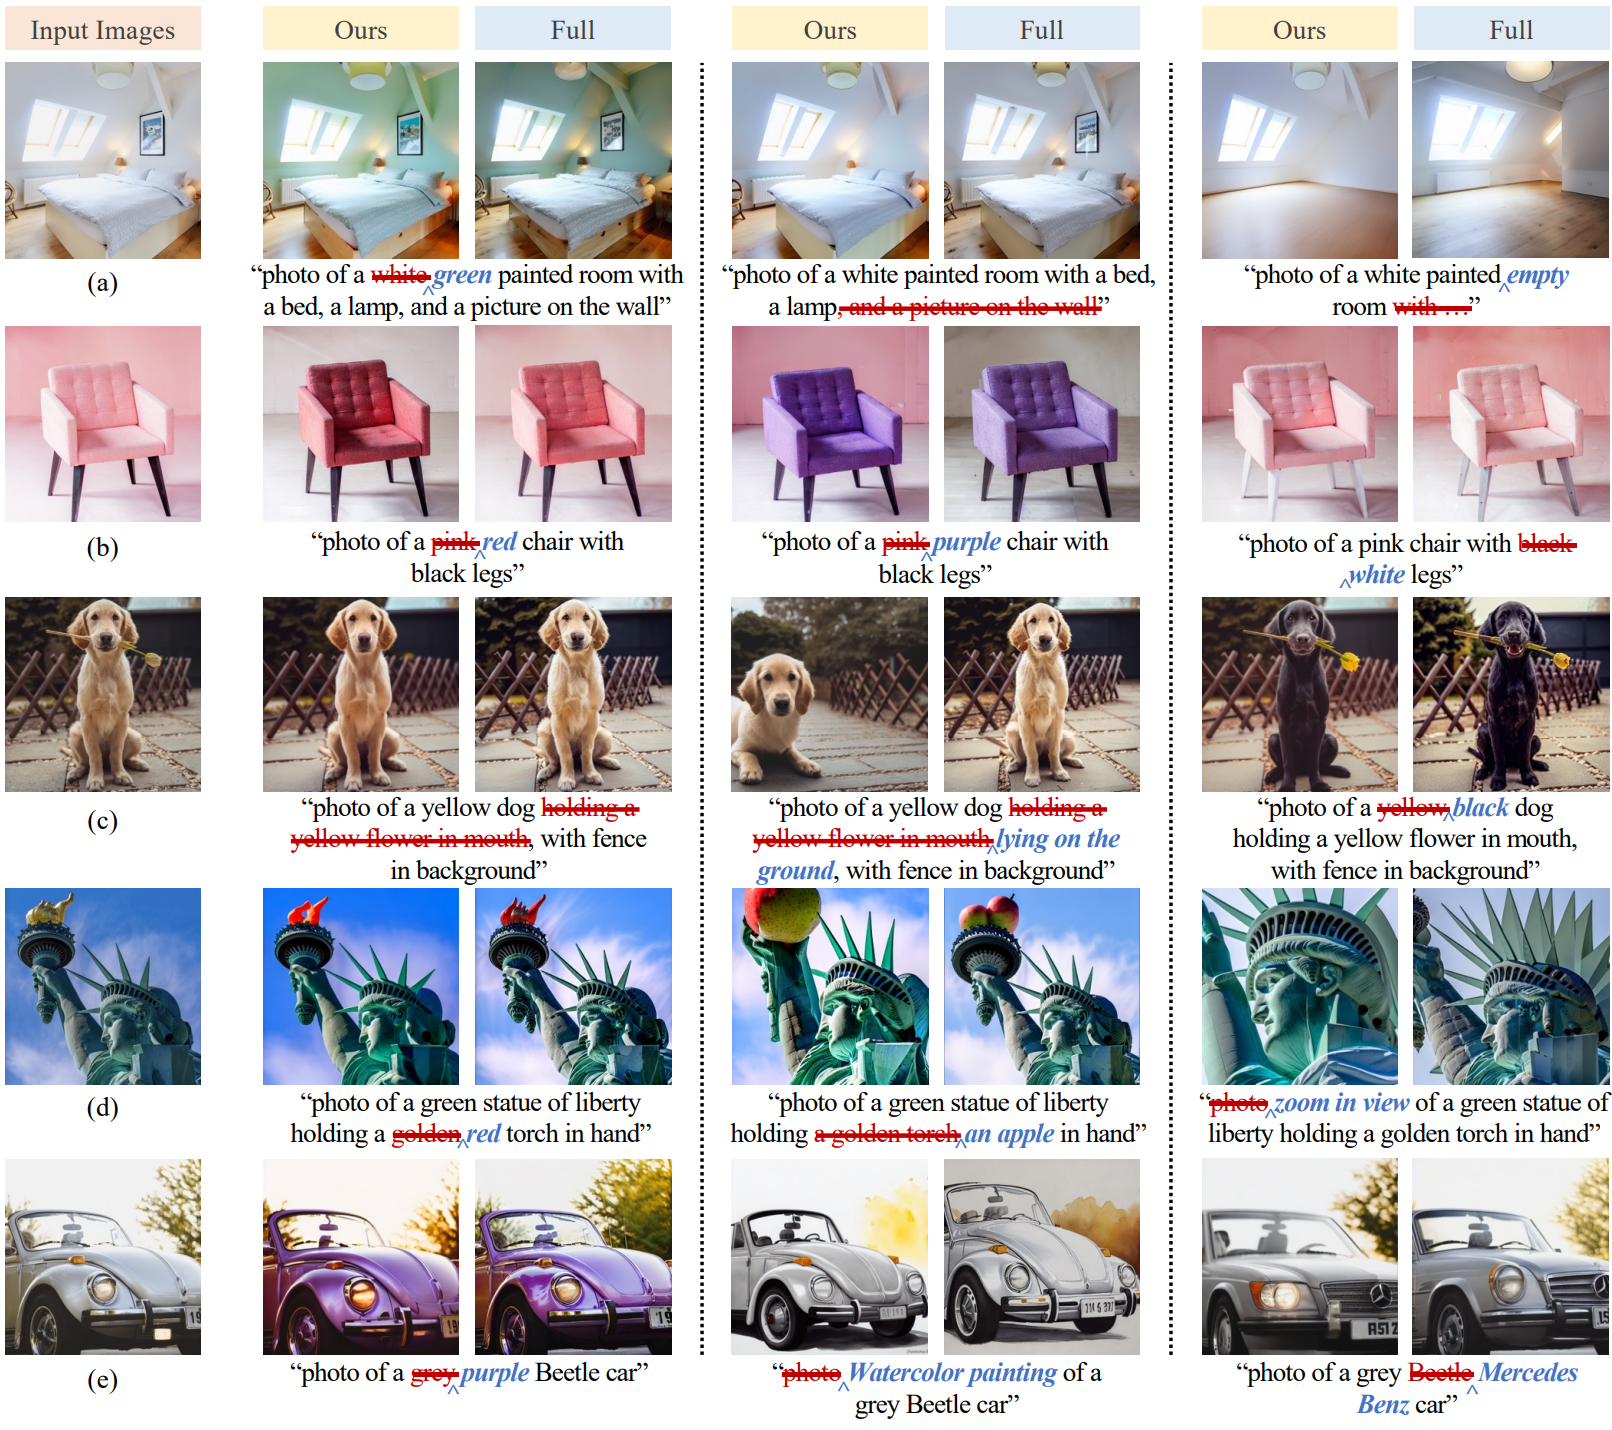 Input Images
Ours
Full
Ours
Full
Ours
Full
(a)
“photo of a white ^ green painted room with
a bed, a lamp, and a picture on the wall”
“photo of a white painted room with a bed,
a lamp, and a picture on the wall”
“photo of a white painted ^ empty
room with …”
(b)
“photo of a pink ^ red chair with
black legs”
“photo of a pink ^ purple chair with
black legs”
“photo of a pink chair with black
^ white legs”
(c)
“photo of a yellow dog holding a
yellow flower in mouth, with fence
in background”
“photo of a yellow dog holding a
yellow flower in mouth ^ lying on the
ground, with fence in background”
“photo of a yellow ^ black dog
holding a yellow flower in mouth,
with fence in background”
(d)
“photo of a green statue of liberty
holding a golden ^ red torch in hand”
“photo of a green statue of liberty
holding a golden torch ^ an apple in hand”
“photo ^ zoom in view of a green statue of
liberty holding a golden torch in hand”
(e)
“photo of a grey ^ purple Beetle car”
“photo ^ Watercolor painting of a
grey Beetle car”
“photo of a grey Beetle ^ Mercedes
Benz car”